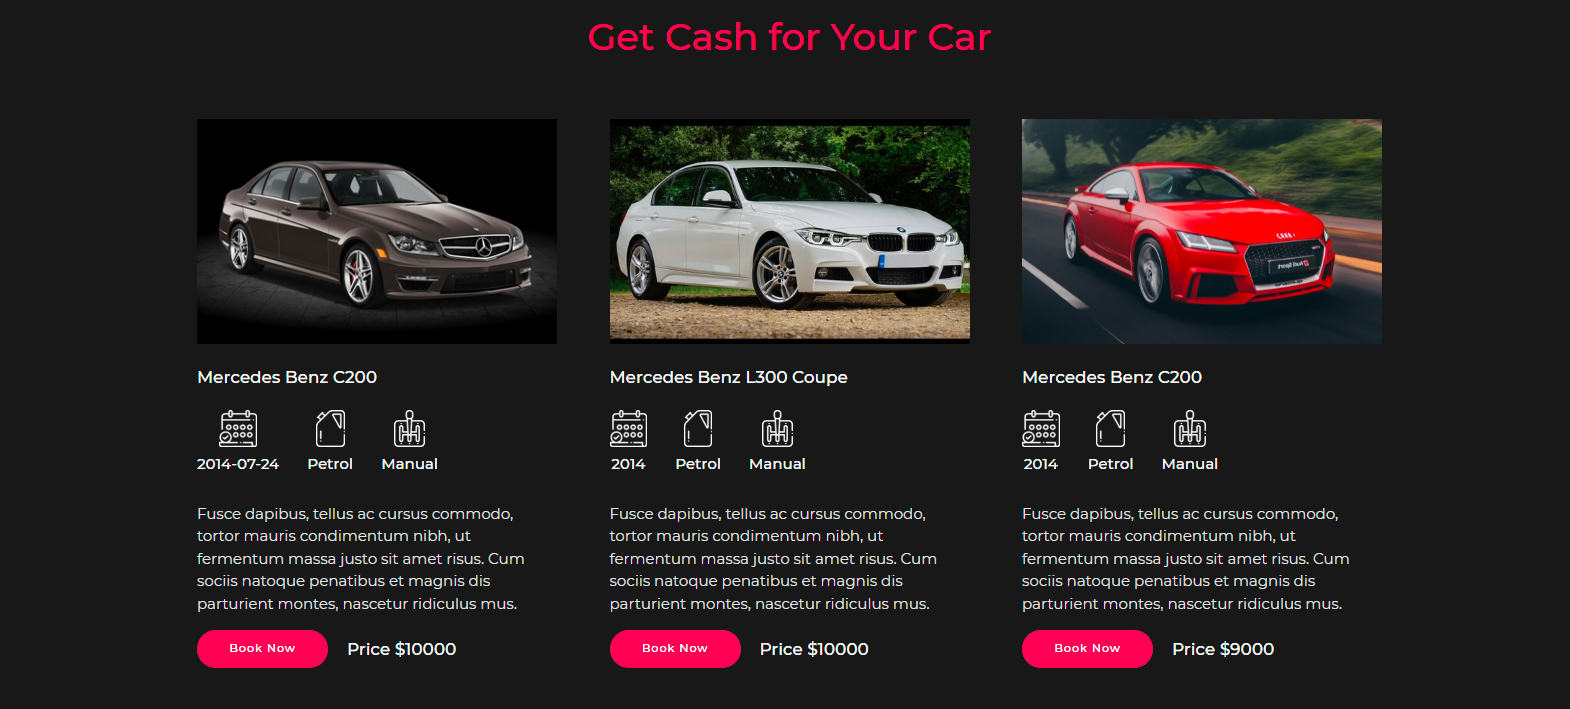 Get Cash for Your Car
Mercedes Benz C200
2014-07-24 Petrol Manual
Fusce dapibus, tellus ac cursus commodo,
tortor mauris condimentum nibh, ut
fermentum massa justo sit amet risus. Cum
sociis natoque penatibus et magnis dis
parturient montes, nascetur ridiculus mus.
Book Now Price $10000
Mercedes Benz L300 Coupe
2014 Petrol Manual
Fusce dapibus, tellus ac cursus commodo,
tortor mauris condimentum nibh, ut
fermentum massa justo sit amet risus. Cum
sociis natoque penatibus et magnis dis
parturient montes, nascetur ridiculus mus.
Book Now Price $10000
Mercedes Benz C200
2014 Petrol Manual
Fusce dapibus, tellus ac cursus commodo,
tortor mauris condimentum nibh, ut
fermentum massa justo sit amet risus. Cum
sociis natoque penatibus et magnis dis
parturient montes, nascetur ridiculus mus.
Book Now Price $9000